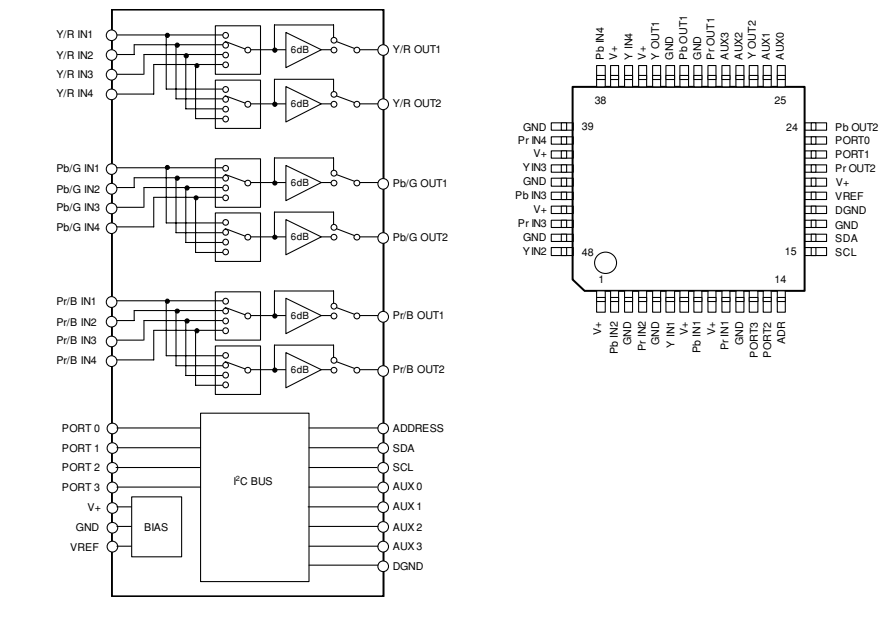 Y/R IN1
Y/R IN2
Y/R IN3
Y/R IN4
6dB
Y/R OUT1
6dB
Y/R OUT2
Pb/G IN1
Pb/G IN2
Pb/G IN3
Pb/G IN4
6dB
Pb/G OUT1
6dB
Pb/G OUT2
Pr/B IN1
Pr/B IN2
Pr/B IN3
Pr/B IN4
6dB
Pr/B OUT1
6dB
Pr/B OUT2
PORT 0
PORT 1
PORT 2
PORT 3
V+
GND
VREF
BIAS
I²C BUS
ADDRESS
SDA
SCL
AUX 0
AUX 1
AUX 2
AUX 3
DGND
Pb IN4
V+
Y IN4
V+
Y OUT1
GND
Pb OUT1
GND
Pr OUT1
AUX3
AUX2
Y OUT2
AUX1
AUX0
38
25
39
24
48
15
1
14
GND
Pr IN4
V+
Y IN3
GND
Pb IN3
V+
Pr IN3
GND
Y IN2
Pb OUT2
PORT0
PORT1
Pr OUT2
V+
VREF
DGND
GND
SDA
SCL
V+
Pb IN2
GND
Pr IN2
GND
Y IN1
V+
Pb IN1
V+
Pr IN1
GND
PORT3
PORT2
ADR